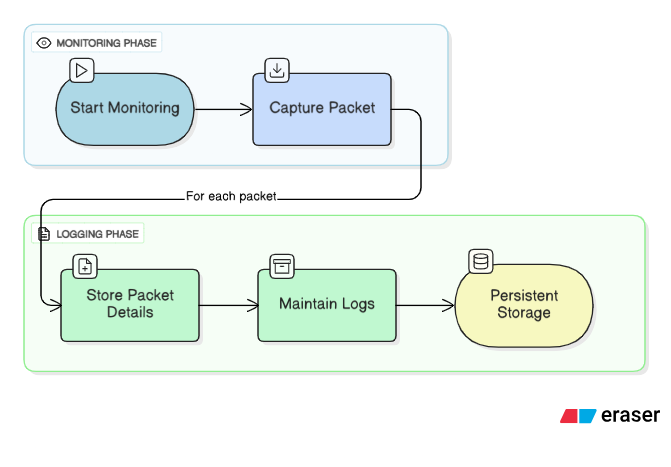 MONITORING PHASE
Start Monitoring
Capture Packet
For each packet
LOGGING PHASE
Store Packet
Details
Maintain Logs
Persistent
Storage
eraser